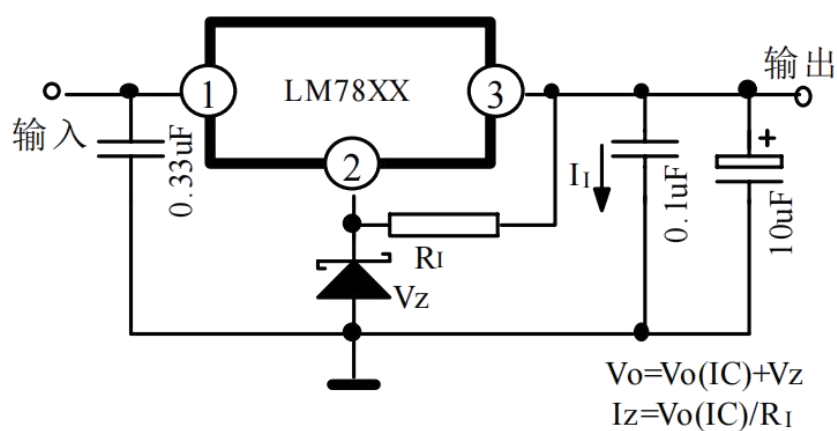 LM78XX
1
3
2
输入
输出
0.33uF
II
0.1uF
10uF
+
RI
Vz
Vo=Vo(IC)+Vz
Iz=Vo(IC)/RI